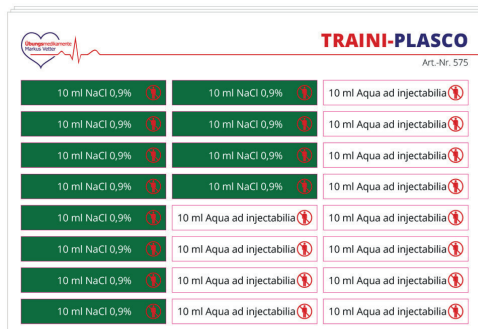 Übungsmedikamente
Markus Vetter
TRAINI-PLASCO
Art.-Nr. 575
10 ml NaCl 0,9% 10 ml NaCl 0,9% 10 ml Aqua ad injectabilia
10 ml NaCl 0,9% 10 ml NaCl 0,9% 10 ml Aqua ad injectabilia
10 ml NaCl 0,9% 10 ml NaCl 0,9% 10 ml Aqua ad injectabilia
10 ml NaCl 0,9% 10 ml NaCl 0,9% 10 ml Aqua ad injectabilia
10 ml NaCl 0,9% 10 ml Aqua ad injectabilia 10 ml Aqua ad injectabilia
10 ml NaCl 0,9% 10 ml Aqua ad injectabilia 10 ml Aqua ad injectabilia
10 ml NaCl 0,9% 10 ml Aqua ad injectabilia 10 ml Aqua ad injectabilia
10 ml NaCl 0,9% 10 ml Aqua ad injectabilia 10 ml Aqua ad injectabilia